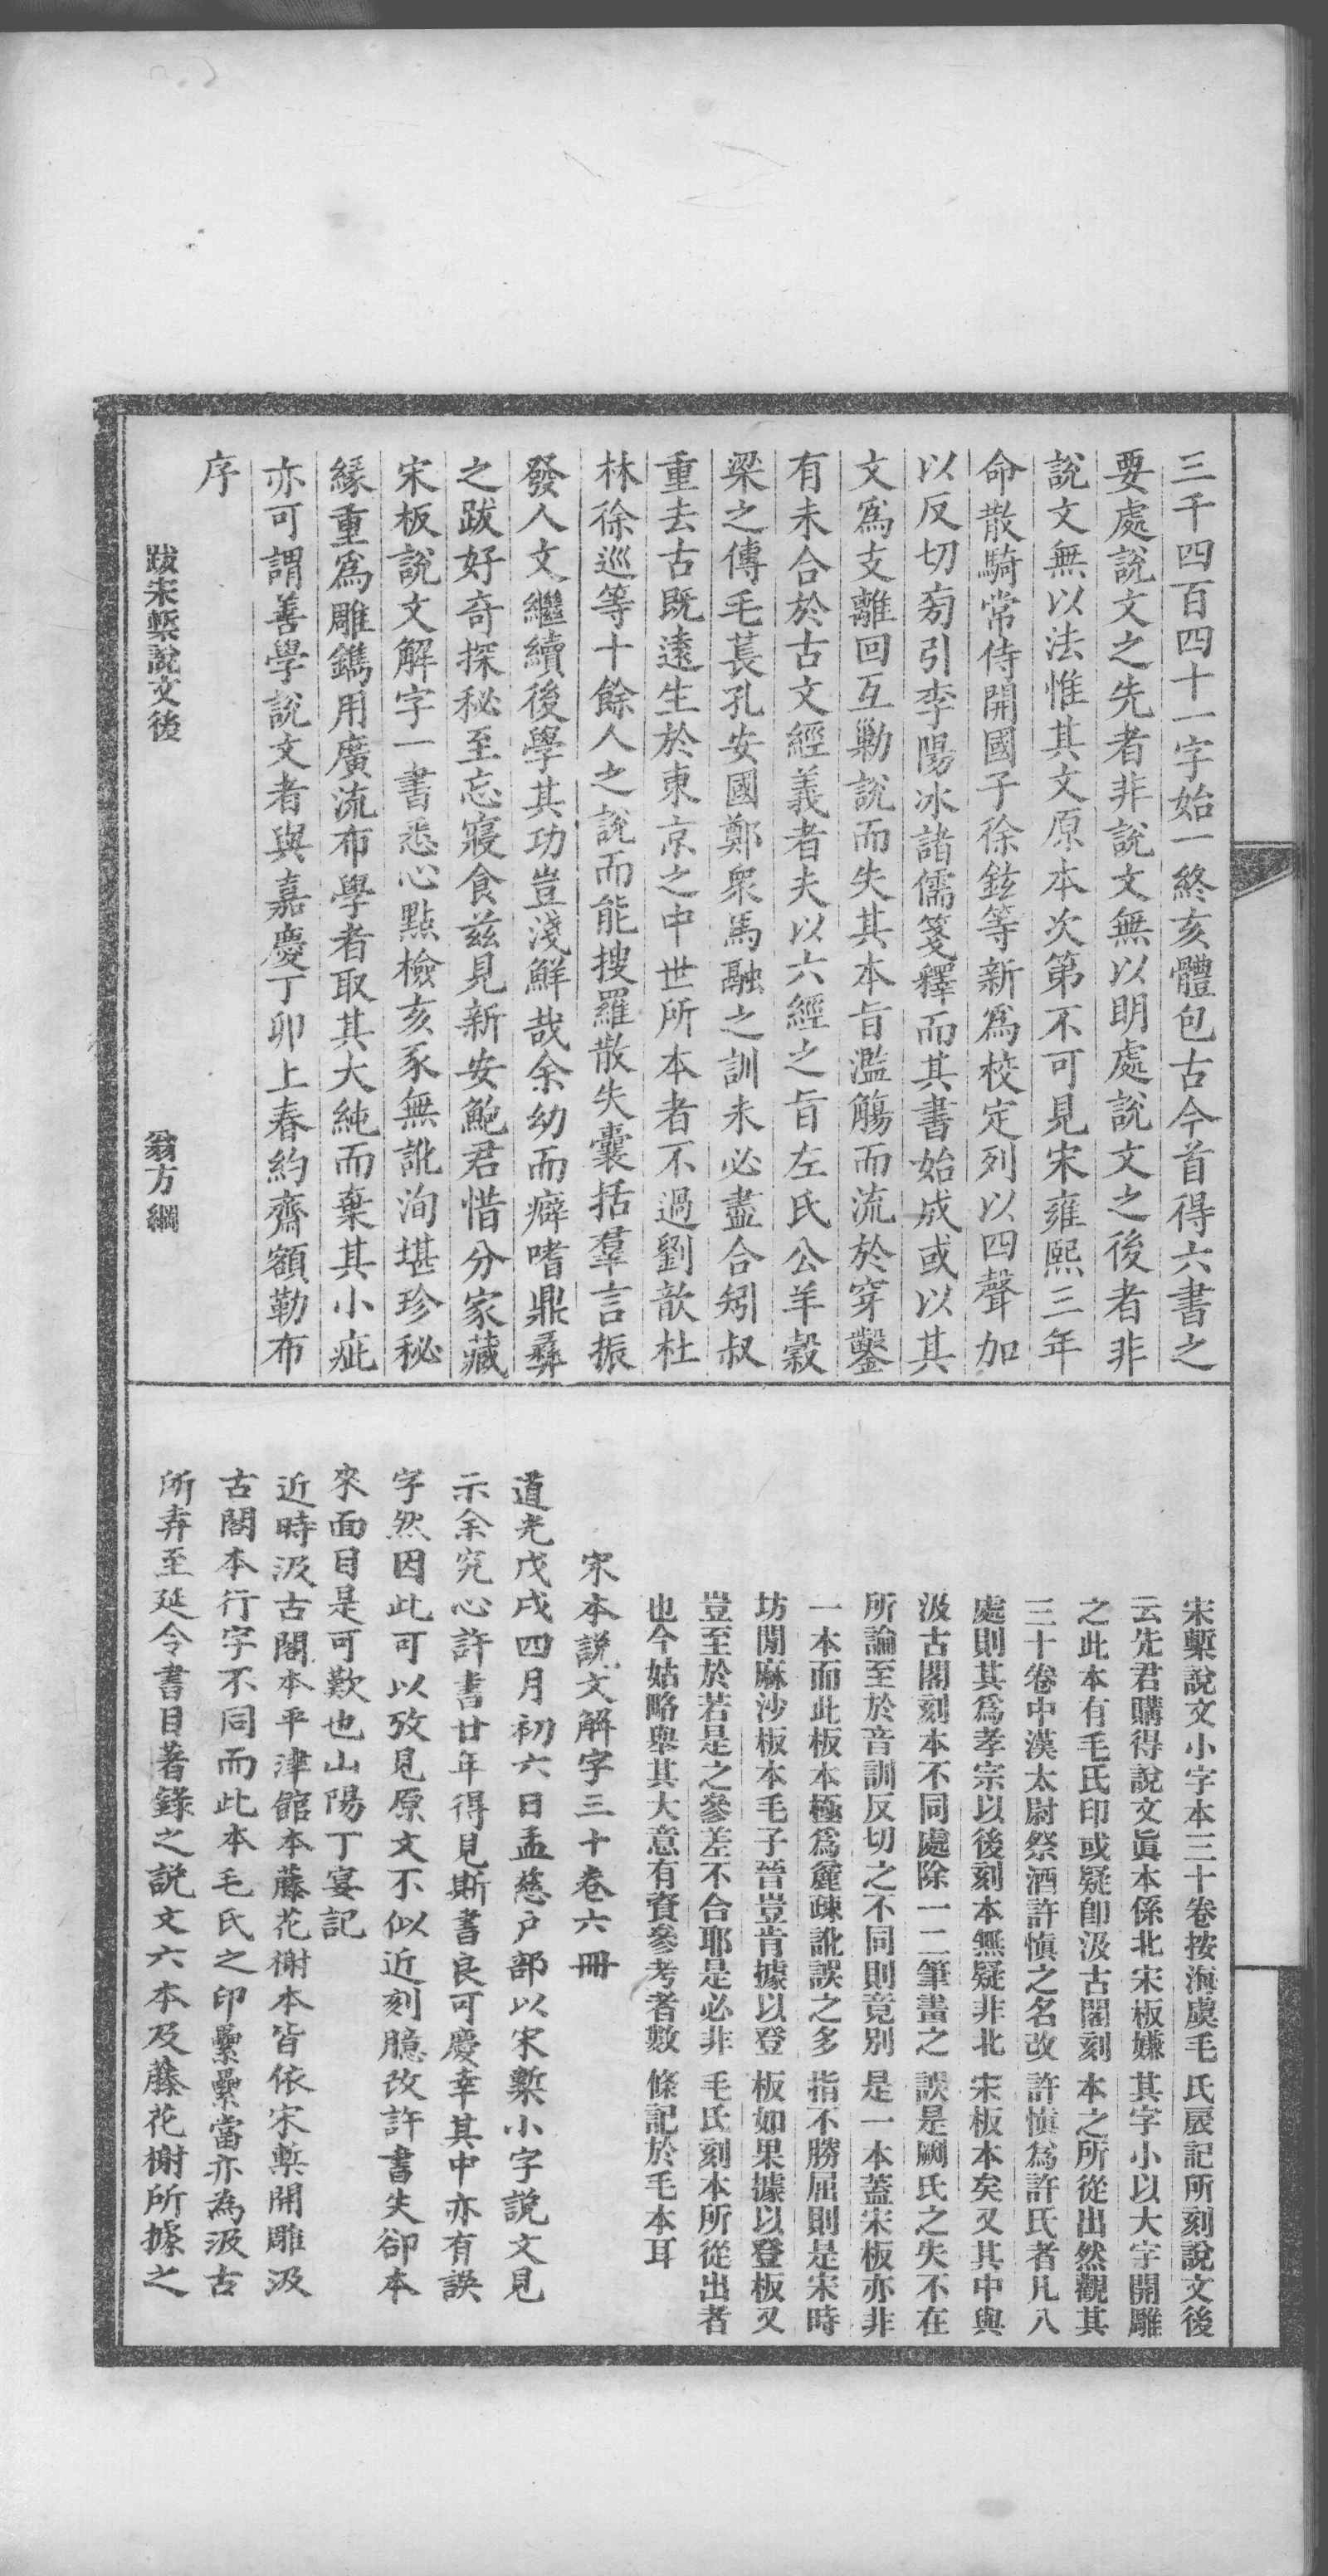 三千四百四十一字始一終亥體包古今首得六書之
要處說文之先者非說文無以明處說文之後者非
說文無以法惟其文原本次第不可見宋雍熙三年
命散騎常侍開國子徐鉉等新爲校定列以四聲加
以反切匇引李陽冰諸儒箋釋而其書始成或以其
文爲支離回互勦說而失其本旨濫觴而流於穿鑿
有未合於古文經義者夫以六經之旨左氏公羊穀
梁之傳毛萇孔安國鄭衆馬融之訓未必盡合矧叔
重去古既遠生於東京之中世所本者不過劉歆杜
林徐巡等十餘人之說而能搜羅散失囊括羣言振
發人文繼續後學其功豈淺鮮哉余幼而癖嗜鼎彝
之跋好奇探秘至忘寢食茲見新安鮑君惜分家藏
宋板說文解字一書悉心點檢亥豕無訛洵堪珍秘
緣重爲雕鐫用廣流布學者取其大純而棄其小疵
亦可謂善學說文者與嘉慶丁卯上春約齋額勒布
序
跋宋槧說文後 翁方綱
宋槧說文小字本三十卷按海虞毛氏扆記所刻說文後
云先君購得說文眞本係北宋板嫌其字小以大字開雕
之此本有毛氏印或疑卽汲古閣刻本之所從出然觀其
三十卷中漢太尉祭酒許愼之名改許愼爲許氏者凡八
處則其爲孝宗以後刻本無疑非北宋板本矣又其中與
汲古閣刻本不同處除一二筆畫之誤是劂氏之失不在
所論至於音訓反切之不同則竟別是一本蓋宋板亦非
一本而此板本極爲麄疎訛誤之多指不勝屈則是宋時
坊閒麻沙板本毛子晉豈肯據以登板如果據以登板又
豈至於若是之參差不合耶是必非毛氏刻本所從出者
也今姑略舉其大意有資參考者數條記於毛本耳
宋本説文解字三十卷六冊
道光戊戌四月初六日孟慈戶部以宋槧小字説文見
示余究心許書廿年得見斯書良可慶幸其中亦有誤
字然因此可以攷見原文不似近刻臆改許書失卻本
來面目是可歎也山陽丁宴記
近時汲古閣本平津館本藤花榭本皆依宋槧開雕汲
古閣本行字不同而此本毛氏之印纍纍當亦為汲古
所弆至延令書目著錄之説文六本及藤花榭所據之